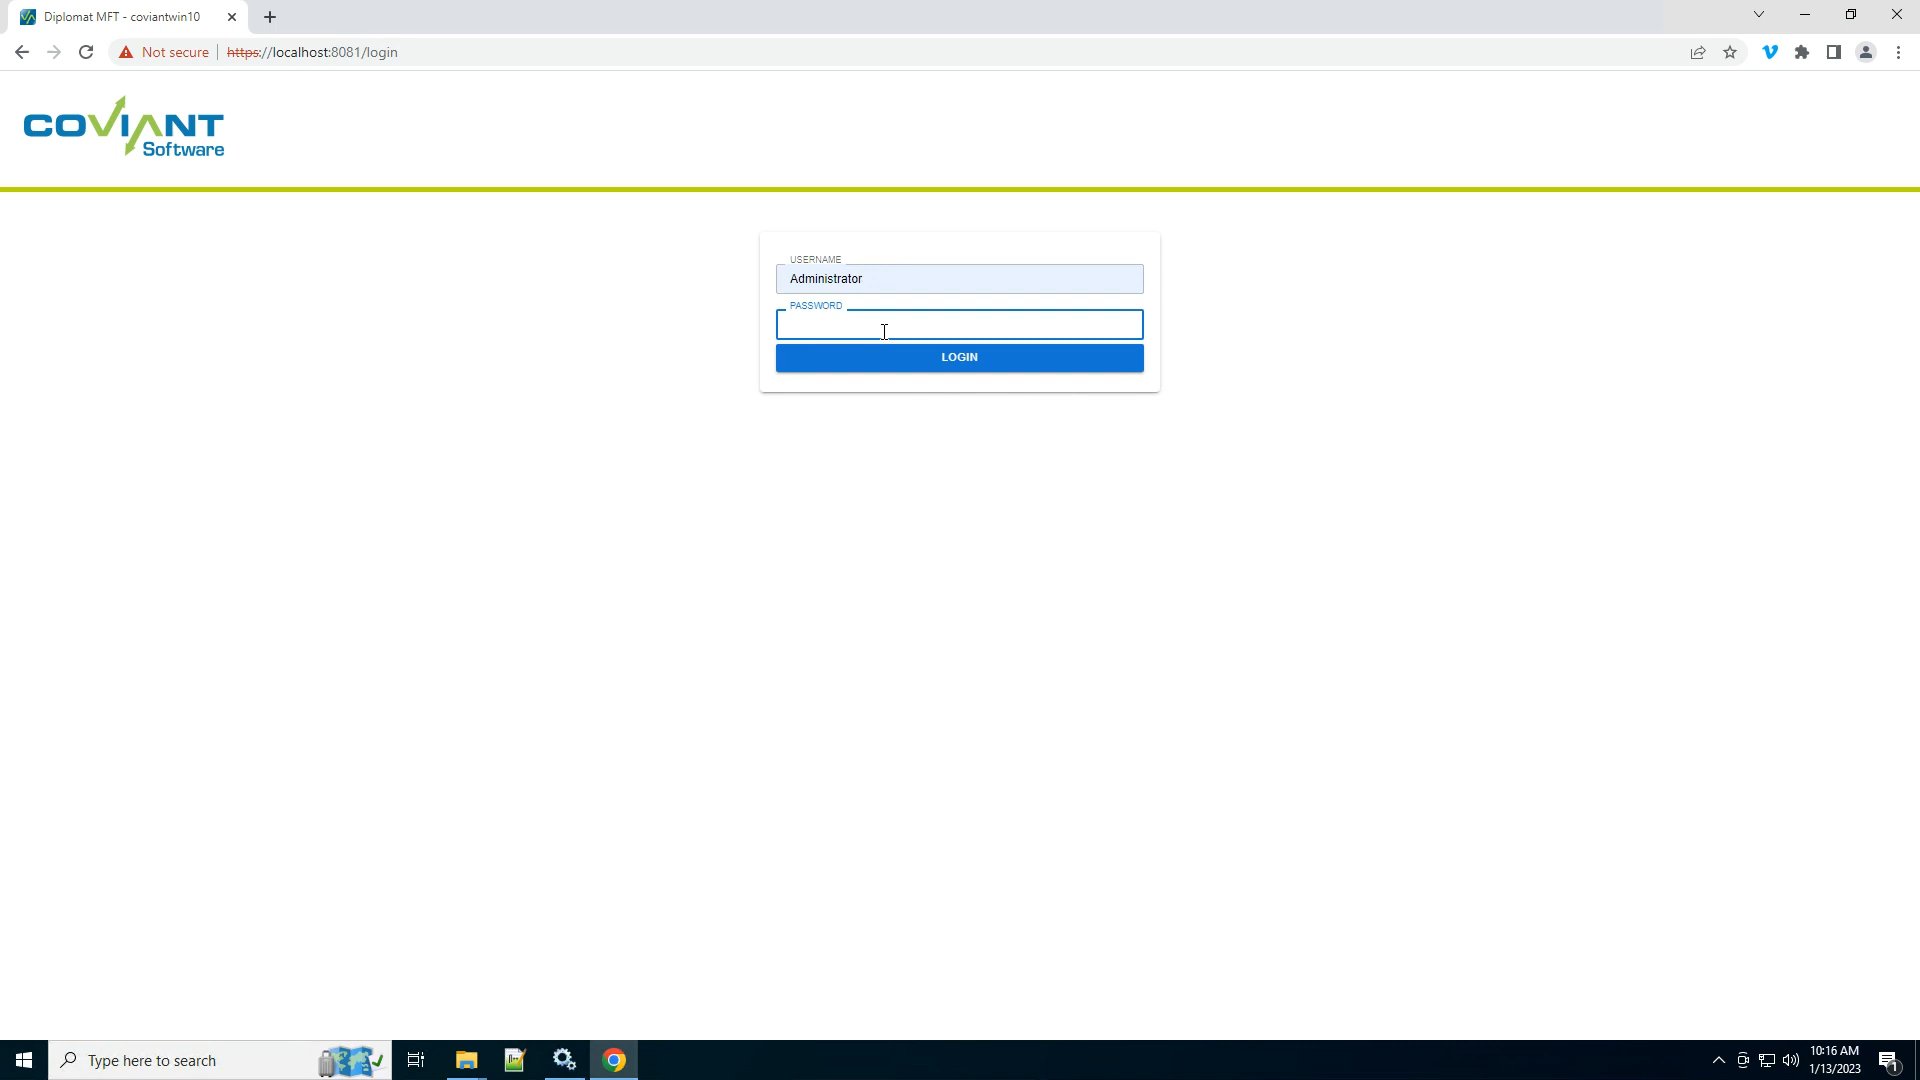 Diplomat MFT - coviantwin10
Not secure
https://localhost:8081/login
COVIANT
Software
USERNAME
Administrator
PASSWORD
LOGIN
Type here to search
10:16 AM
1/13/2023
1